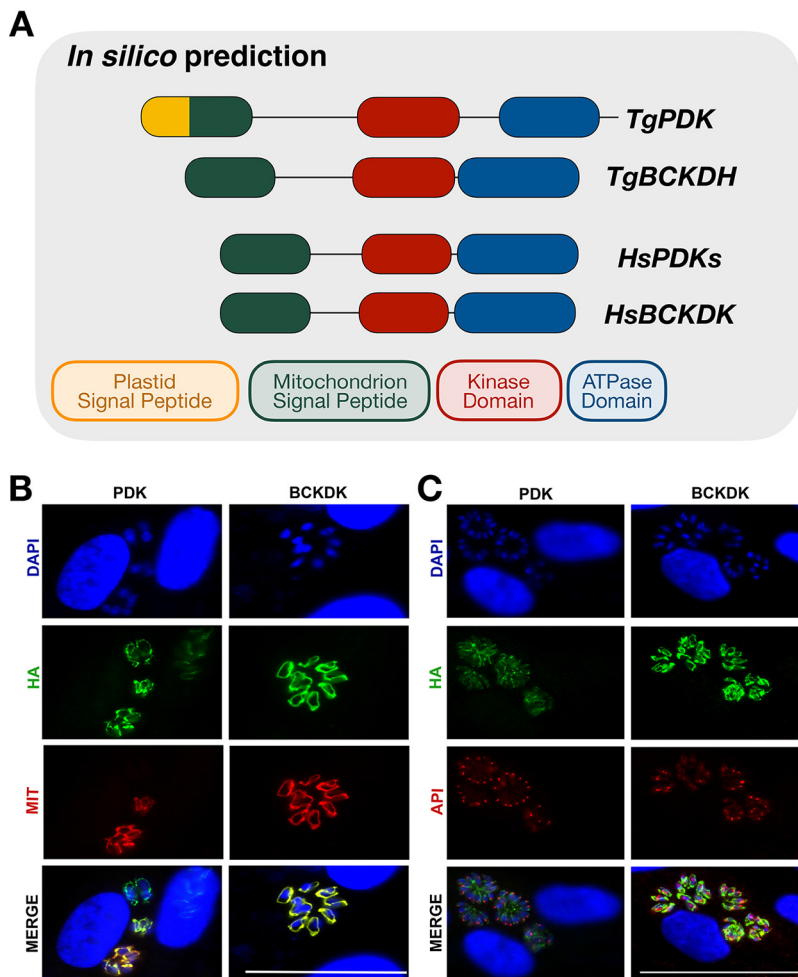 A
In silico prediction
TgPDK
TgBCKDH
HsPDKs
HsBCKDK
Plastid
Signal Peptide
Mitochondrion
Signal Peptide
Kinase
Domain
ATPase
Domain
B
PDK
BCKDK
DAPI
HA
MIT
MERGE
C
PDK
BCKDK
DAPI
HA
API
MERGE